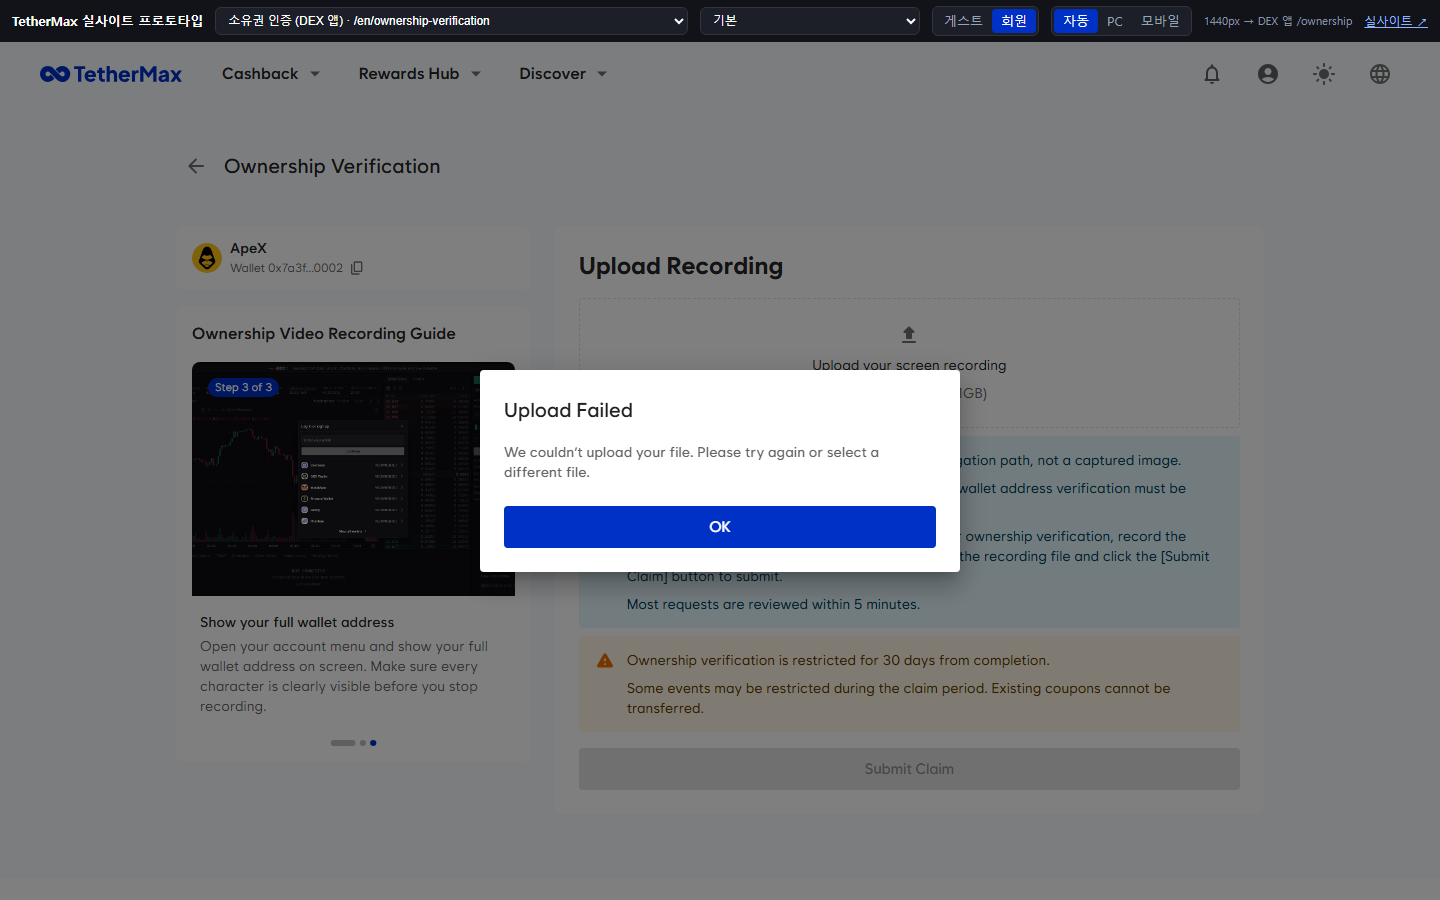 TetherMax 실사이트 프로토타입
소유권 인증 (DEX 앱) · /en/ownership-verification
기본
게스트 회원
자동 PC 모바일
1440px → DEX 앱 /ownership
실사이트 ↗
TetherMax
Cashback
Rewards Hub
Discover
Ownership Verification
ApeX
Wallet 0x7a3f...0002
Ownership Video Recording Guide
Step 3 of 3
Show your full wallet address
Open your account menu and show your full
wallet address on screen. Make sure every
character is clearly visible before you stop
recording.
Upload Recording
Upload your screen recording
1GB)
Upload Failed
We couldn't upload your file. Please try again or select a
different file.
OK
gation path, not a captured image.
wallet address verification must be
ownership verification, record the
the recording file and click the [Submit
Claim] button to submit.
Most requests are reviewed within 5 minutes.
Ownership verification is restricted for 30 days from completion.
Some events may be restricted during the claim period. Existing coupons cannot be
transferred.
Submit Claim